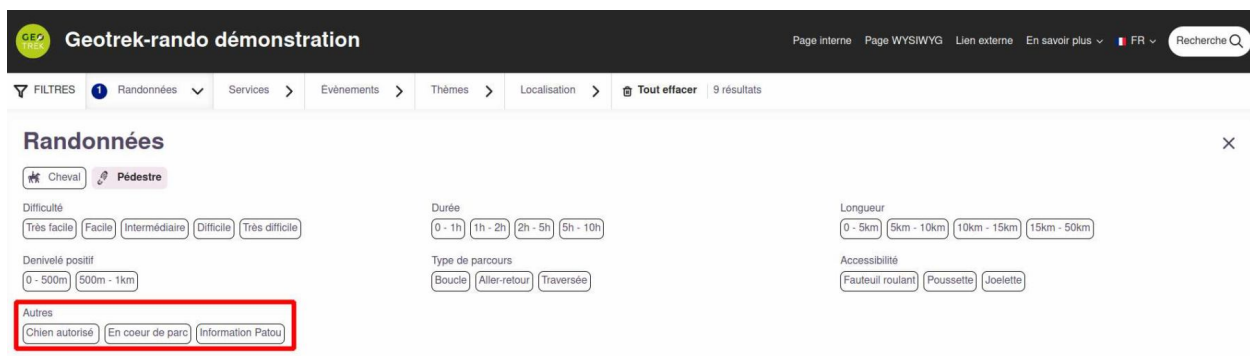 GEO TREK Geotrek-rando démonstration Page interne Page WYSIWYG Lien externe En savoir plus FR Recherche
FILTRES 1 Randonnées Services Evènements Thèmes Localisation Tout effacer 9 résultats
Randonnées
Cheval Pédestre
Difficulté Durée Longueur
Très facile Facile Intermédiaire Difficile Très difficile 0 - 1h 1h - 2h 2h - 5h 5h - 10h 0 - 5km 5km - 10km 10km - 15km 15km - 50km
Denivelé positif Type de parcours Accessibilité
0 - 500m 500m - 1km Boucle Aller-retour Traversée Fauteuil roulant Poussette Joelette
Autres
Chien autorisé En coeur de parc Information Patou